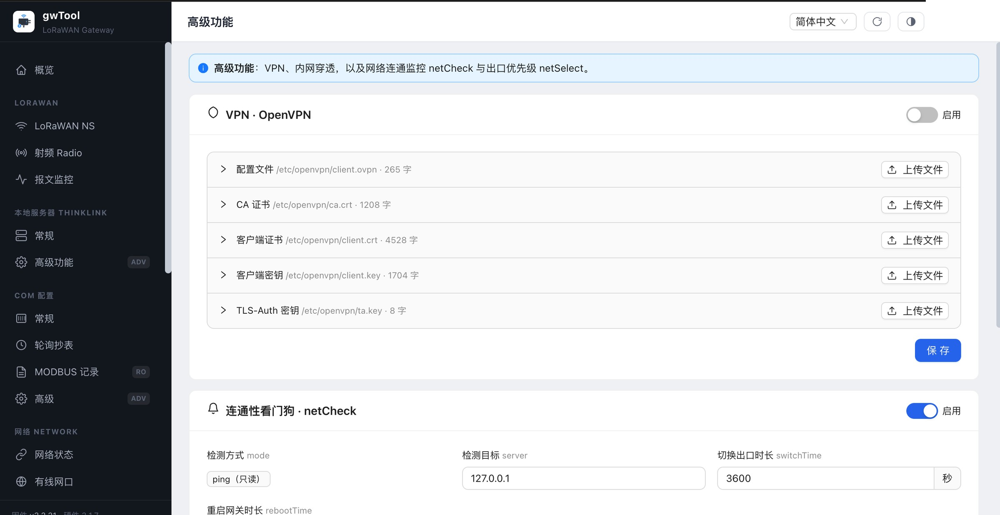 gwTool
LoRaWAN Gateway
概览
LORAWAN
LoRaWAN NS
射频 Radio
报文监控
本地服务器 THINKLINK
常规
高级功能 ADV
COM 配置
常规
轮询抄表
MODBUS 记录 RO
高级 ADV
网络 NETWORK
网络状态
有线网口
高级功能
简体中文
高级功能：VPN、内网穿透，以及网络连通监控 netCheck 与出口优先级 netSelect。
VPN · OpenVPN
启用
配置文件 /etc/openvpn/client.ovpn · 265 字 上传文件
CA 证书 /etc/openvpn/ca.crt · 1208 字 上传文件
客户端证书 /etc/openvpn/client.crt · 4528 字 上传文件
客户端密钥 /etc/openvpn/client.key · 1704 字 上传文件
TLS-Auth 密钥 /etc/openvpn/ta.key · 8 字 上传文件
保 存
连通性看门狗 · netCheck
启用
检测方式 mode
ping（只读）
检测目标 server
127.0.0.1
切换出口时长 switchTime
3600 秒
重启网关时长 rebootTime